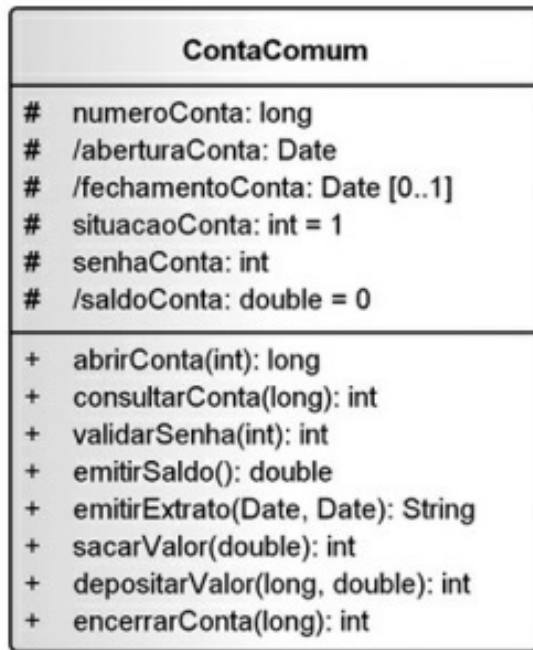 ContaComum
# numeroConta: long
# /aberturaConta: Date
# /fechamentoConta: Date [0..1]
# situacaoConta: int = 1
# senhaConta: int
# /saldoConta: double = 0
+ abrirConta(int): long
+ consultarConta(long): int
+ validarSenha(int): int
+ emitirSaldo(): double
+ emitirExtrato(Date, Date): String
+ sacarValor(double): int
+ depositarValor(long, double): int
+ encerrarConta(long): int